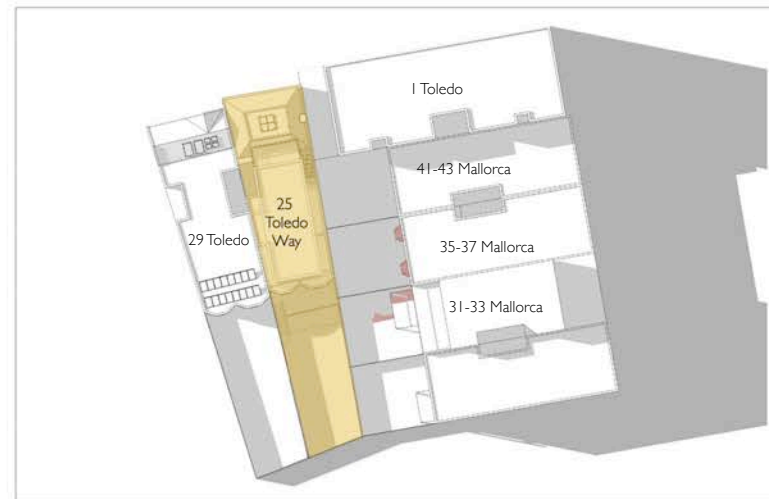 1 Toledo
41-43 Mallorca
25
Toledo
Way
29 Toledo
35-37 Mallorca
31-33 Mallorca